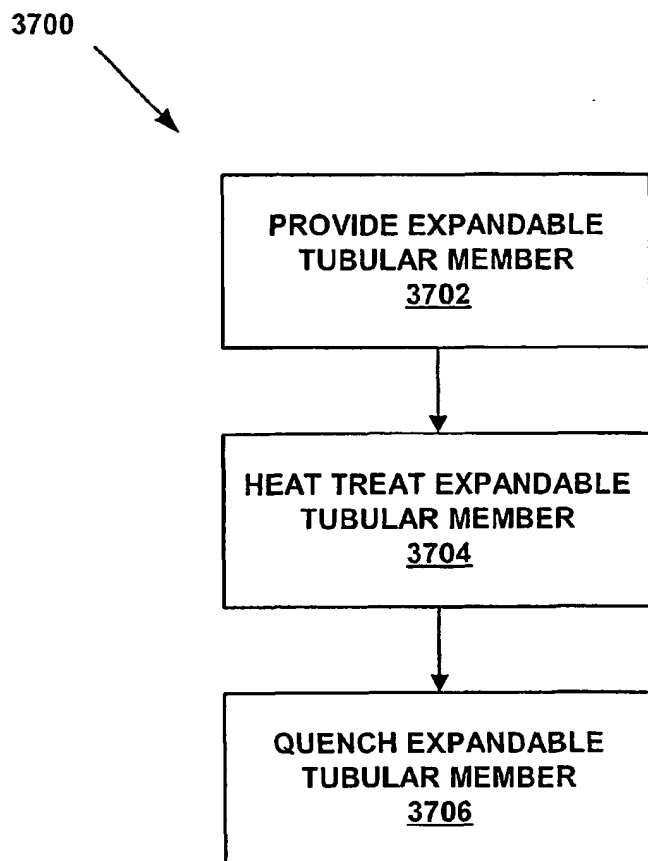 3700
PROVIDE EXPANDABLE
TUBULAR MEMBER
3702
HEAT TREAT EXPANDABLE
TUBULAR MEMBER
3704
QUENCH EXPANDABLE
TUBULAR MEMBER
3706